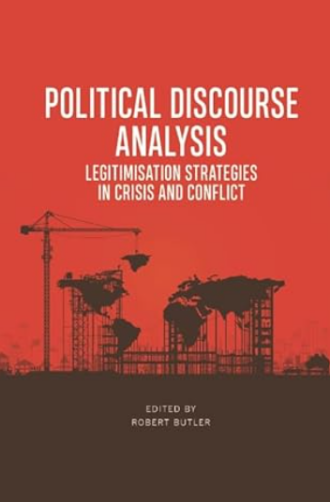 POLITICAL DISCOURSE
ANALYSIS
LEGITIMISATION STRATEGIES
IN CRISIS AND CONFLICT
EDITED BY
ROBERT BUTLER